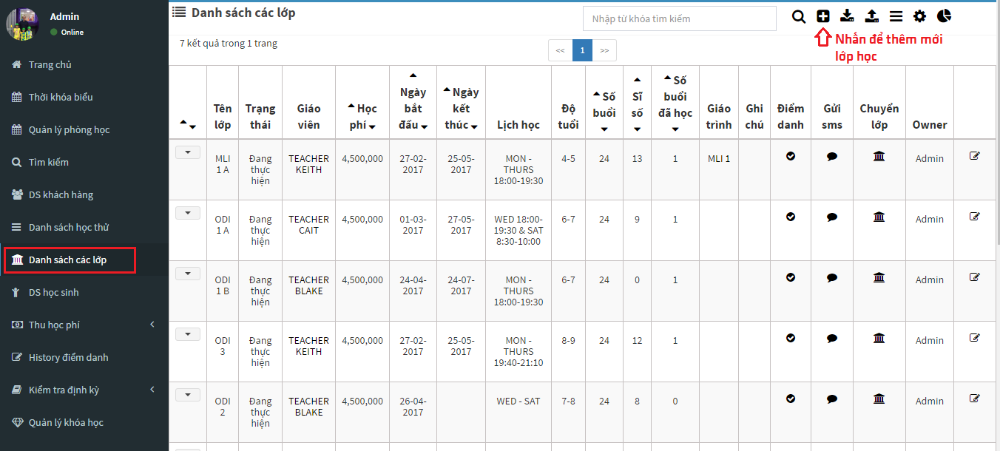 Admin
Online
Trang chủ
Thời khóa biểu
Quản lý phòng học
Tìm kiếm
DS khách hàng
Danh sách học thử
Danh sách các lớp
DS học sinh
Thu học phí
History điểm danh
Kiểm tra định kỳ
Quản lý khóa học
Danh sách các lớp
Nhập từ khóa tìm kiếm
Nhấn để thêm mới
lớp học
7 kết quả trong 1 trang
<< 1 >>
Tên lớp Trạng thái Giáo viên Học phí Ngày bắt đầu Ngày kết thúc Lịch học Độ tuổi Số buổi Sĩ số Số buổi đã học Giáo trình Ghi chú Điểm danh Gửi sms Chuyển lớp Owner
MLI 1 A Đang thực hiện TEACHER KEITH 4,500,000 27-02-2017 25-05-2017 MON - THURS 18:00-19:30 4-5 24 13 1 MLI 1 Admin
ODI 1 A Đang thực hiện TEACHER CAIT 4,500,000 01-03-2017 27-05-2017 WED 18:00-19:30 & SAT 8:30-10:00 6-7 24 9 1 Admin
ODI 1 B Đang thực hiện TEACHER BLAKE 4,500,000 24-04-2017 24-07-2017 MON - THURS 18:00-19:30 6-7 24 0 1 Admin
ODI 3 Đang thực hiện TEACHER KEITH 4,500,000 27-02-2017 25-05-2017 MON - THURS 19:40-21:10 8-9 24 12 1 Admin
ODI 2 Đang thực hiện TEACHER BLAKE 4,500,000 26-04-2017 WED - SAT 7-8 24 8 0 Admin